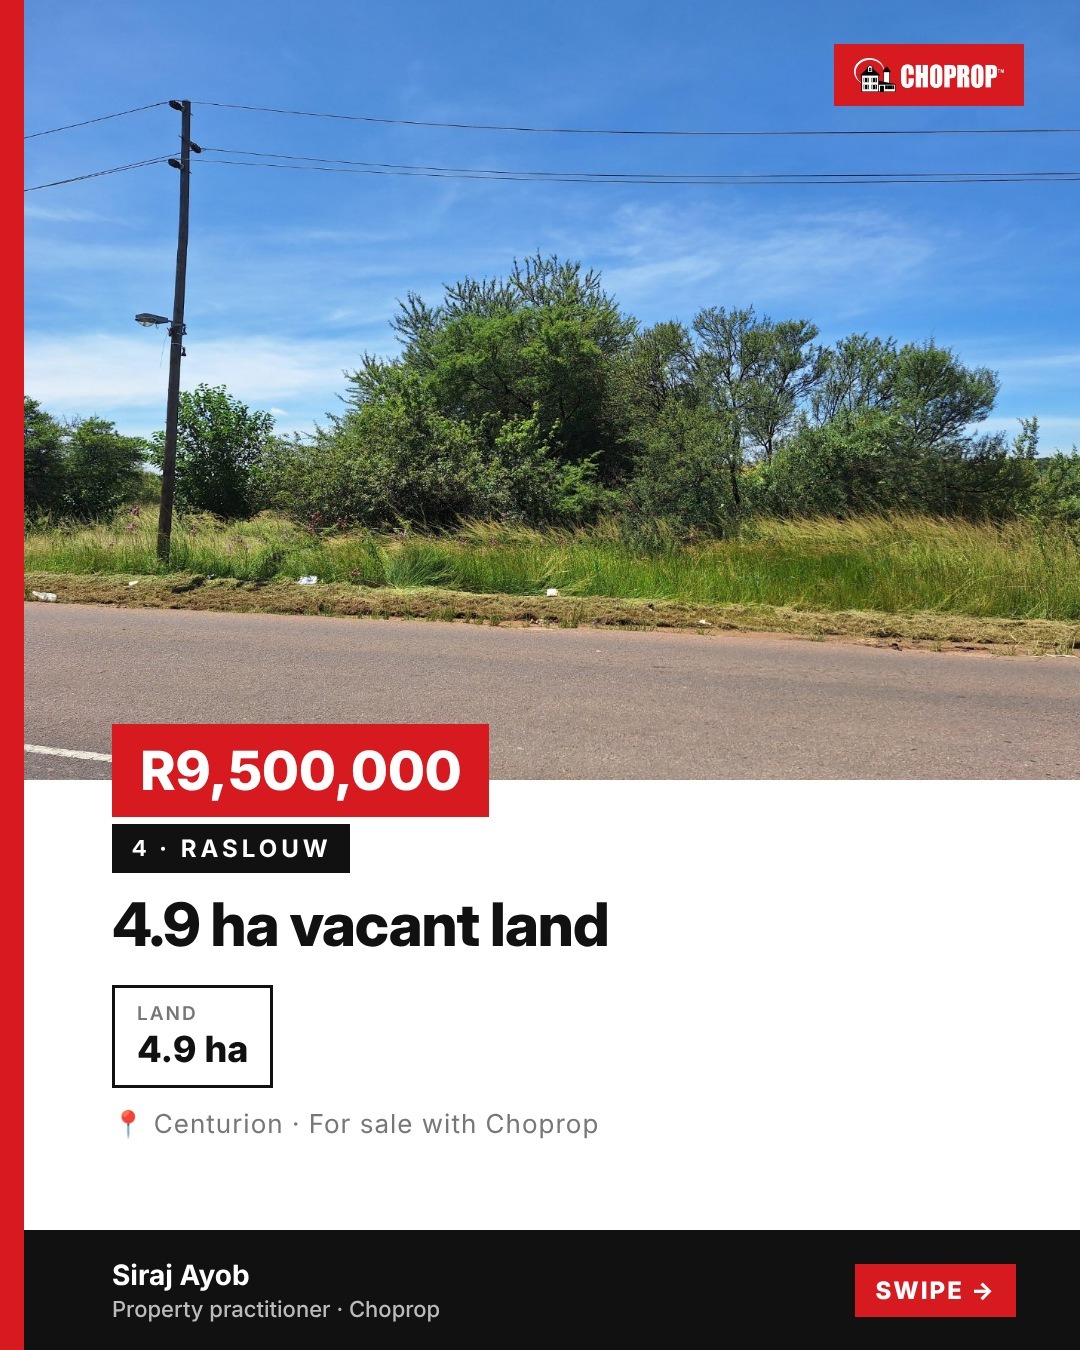 CHOPROP™
R9,500,000
4 · RASLOUW
4.9 ha vacant land
LAND
4.9 ha
📍 Centurion · For sale with Choprop
Siraj Ayob
Property practitioner · Choprop
SWIPE →